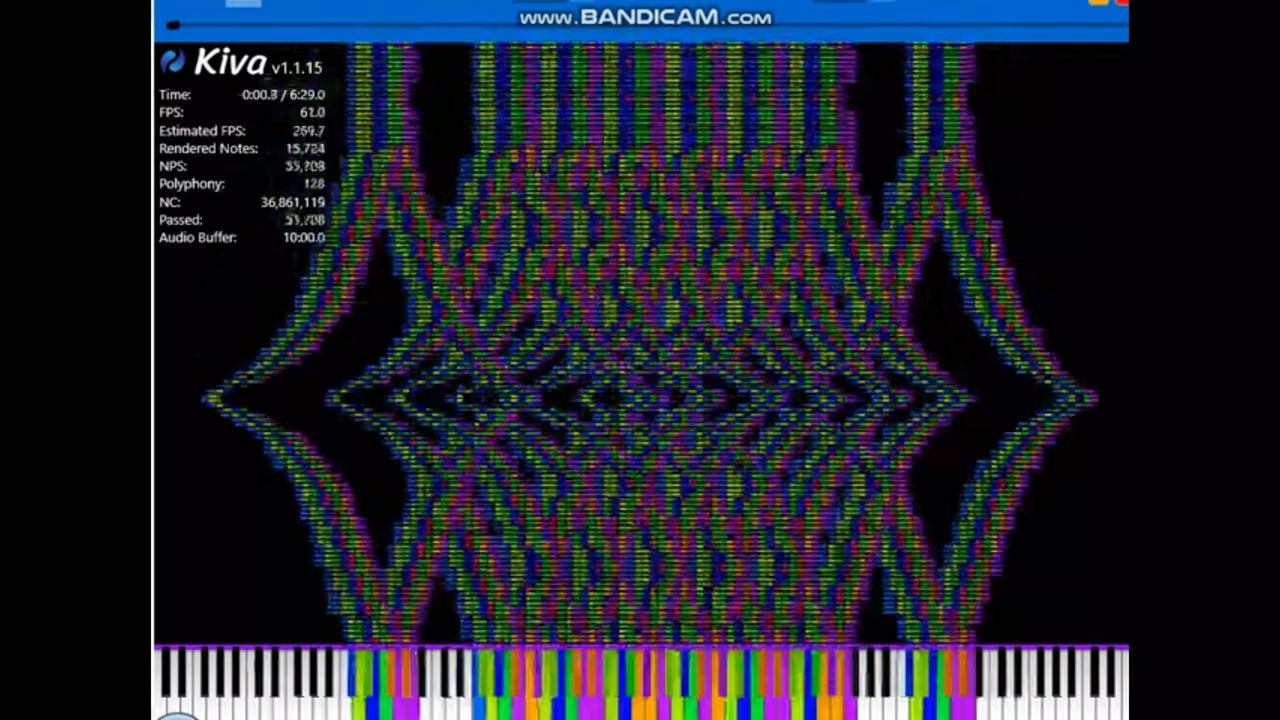 www.BANDICAM.com
Kiva v1.1.15
Time: -0:00.3 / 6:29.0
FPS: 61.0
Estimated FPS:
Rendered Notes: 15,724
NPS:
Polyphony: 128
NC: 36,861,119
Passed:
Audio Buffer: 10:00.0